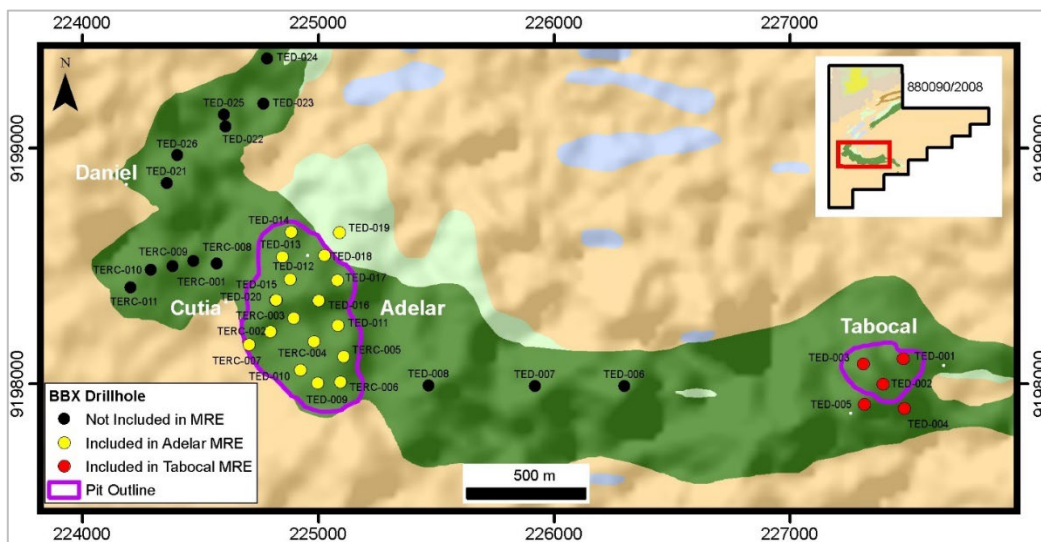 224000 225000 226000 227000
N
TED-024
TED-025
TED-023
TED-022
880090/2008
9199000
9199000
TED-026
Daniel
TED-021
TED-014
TED-019
TED-013
TERC-009
TERC-008
TED-018
TERC-010
TED-012
TED-017
TERC-001
TED-015
TERC-011
TED-020
TED-016
Cutia
Adelar
TERC-003
TED-011
Tabocal
TERC-002
TERC-004
TERC-005
TED-003
TED-001
TERC-007
TED-008
TED-007
TED-006
9198000
9198000
TED-010
TERC-006
TED-002
TED-009
TED-005
TED-004
BBX Drillhole
Not Included in MRE
Included in Adelar MRE
Included in Tabocal MRE
Pit Outline
500 m
224000 225000 226000 227000